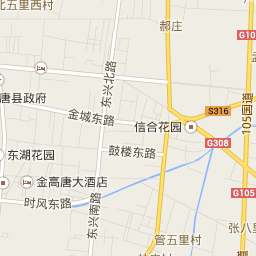 北五里西村
郝庄
G10
东兴北路
唐县政府
金城东路
S316
105国道
信合花园
G308
东湖花园
鼓楼东路
金高唐大酒店
G105
时风东路
东兴南路
管五里村
张八里